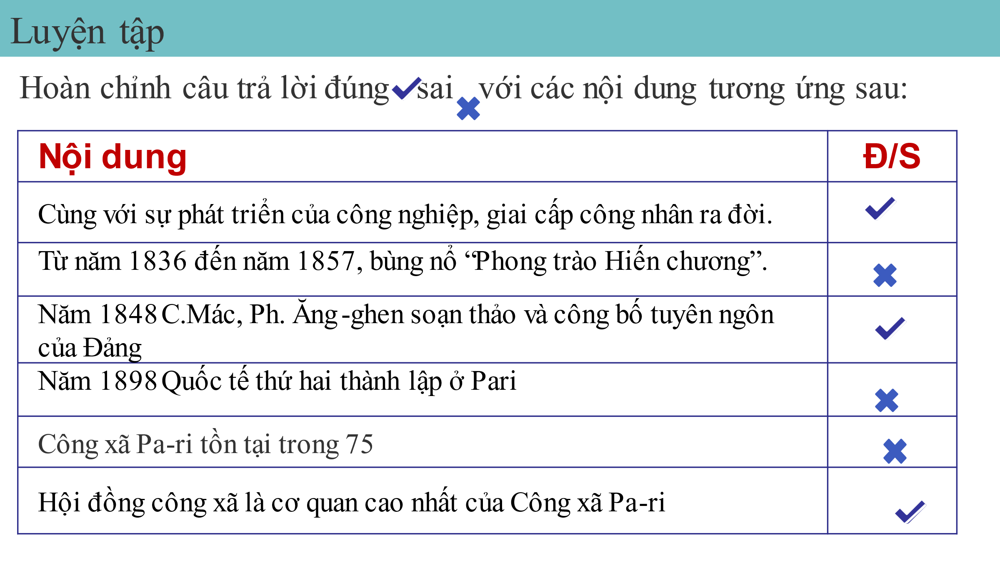 Luyện tập
Hoàn chỉnh câu trả lời đúng sai với các nội dung tương ứng sau:
Nội dung Đ/S
Cùng với sự phát triển của công nghiệp, giai cấp công nhân ra đời.
Từ năm 1836 đến năm 1857, bùng nổ “Phong trào Hiến chương”.
Năm 1848 C.Mác, Ph. Ăng-ghen soạn thảo và công bố tuyên ngôn
của Đảng
Năm 1898 Quốc tế thứ hai thành lập ở Pari
Công xã Pa-ri tồn tại trong 75
Hội đồng công xã là cơ quan cao nhất của Công xã Pa-ri